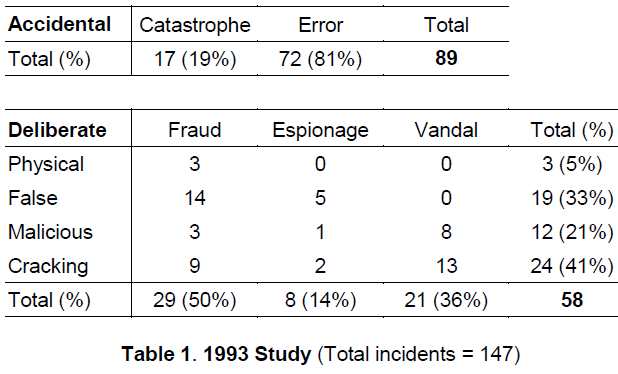 Accidental Catastrophe Error Total
Total (%) 17 (19%) 72 (81%) 89
Deliberate Fraud Espionage Vandal Total (%)
Physical 3 0 0 3 (5%)
False 14 5 0 19 (33%)
Malicious 3 1 8 12 (21%)
Cracking 9 2 13 24 (41%)
Total (%) 29 (50%) 8 (14%) 21 (36%) 58
Table 1. 1993 Study (Total incidents = 147)